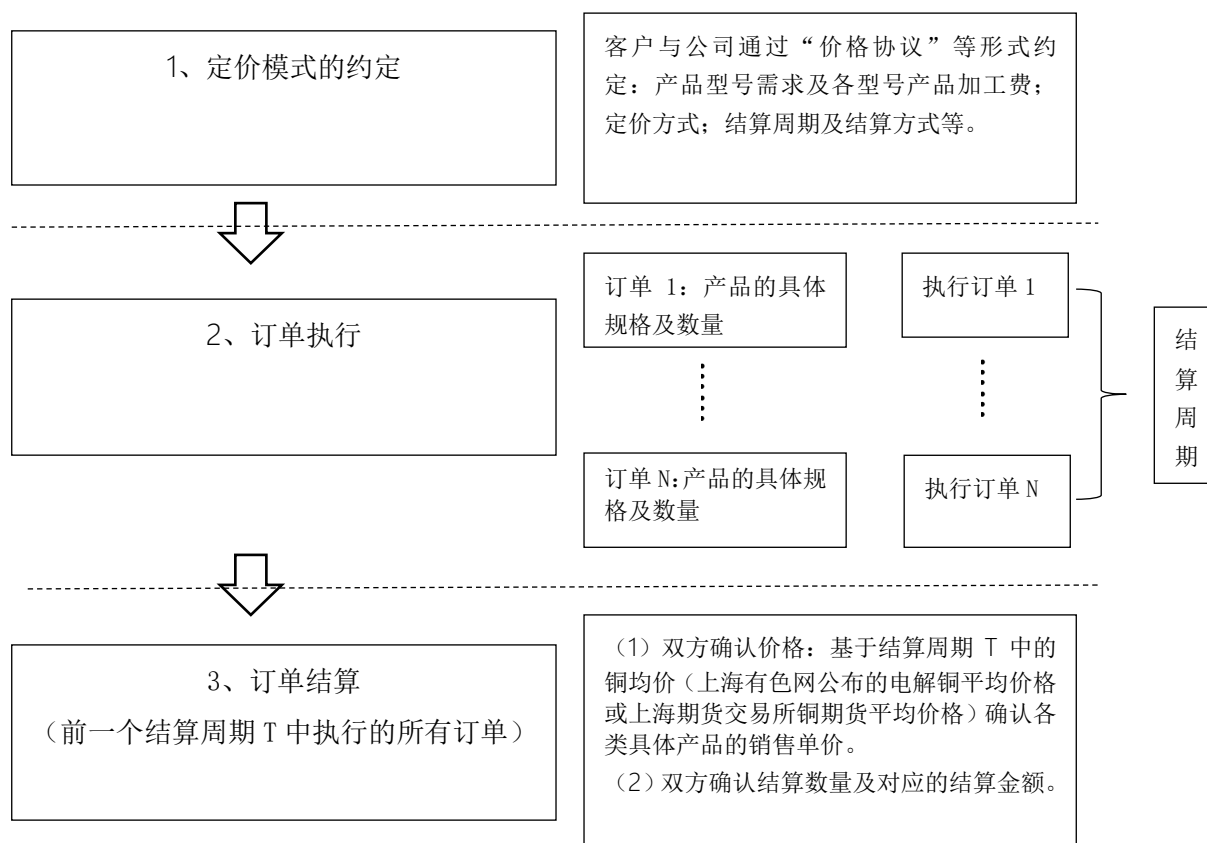 1、定价模式的约定
客户与公司通过“价格协议”等形式约
定：产品型号需求及各型号产品加工费；
定价方式；结算周期及结算方式等。
2、订单执行
订单 1：产品的具体
规格及数量
执行订单 1
订单 N：产品的具体规
格及数量
执行订单 N
结
算
周
期
3、订单结算
（前一个结算周期 T 中执行的所有订单）
（1）双方确认价格：基于结算周期 T 中的
铜均价（上海有色网公布的电解铜平均价格
或上海期货交易所铜期货平均价格）确认各
类具体产品的销售单价。
（2）双方确认结算数量及对应的结算金额。